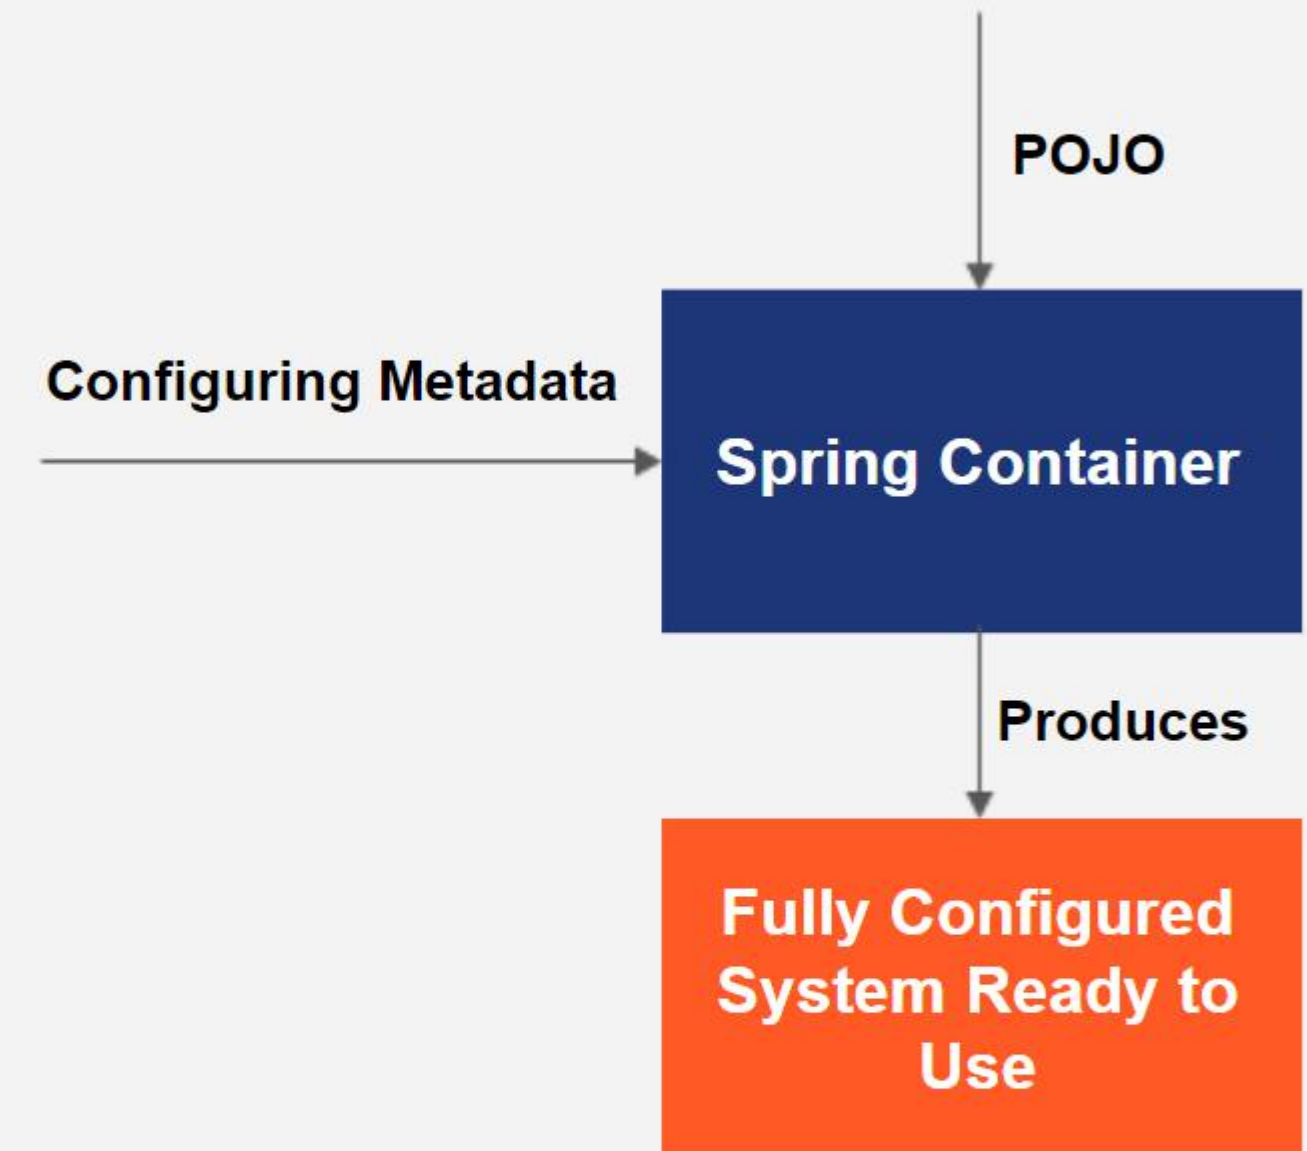 POJO
Configuring Metadata
Spring Container
Produces
Fully Configured
System Ready to
Use